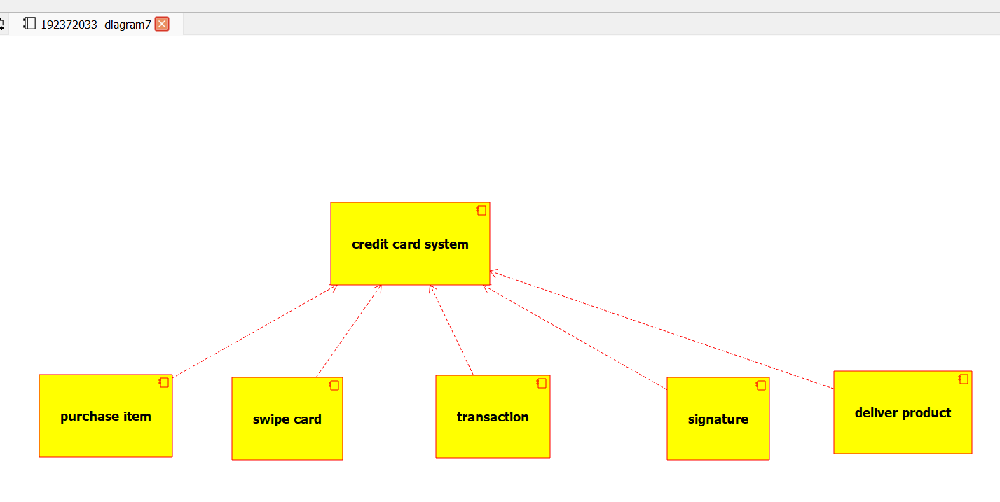 192372033 diagram7
credit card system
purchase item
swipe card
transaction
signature
deliver product